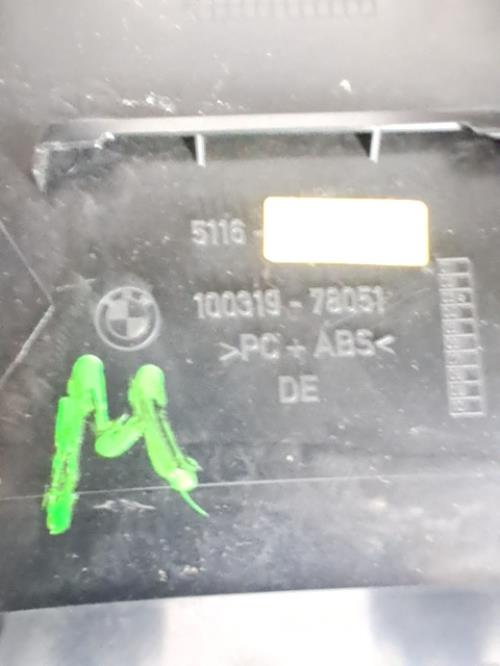 5116 -
100319 - 78051
>PC + ABS<
DE
M